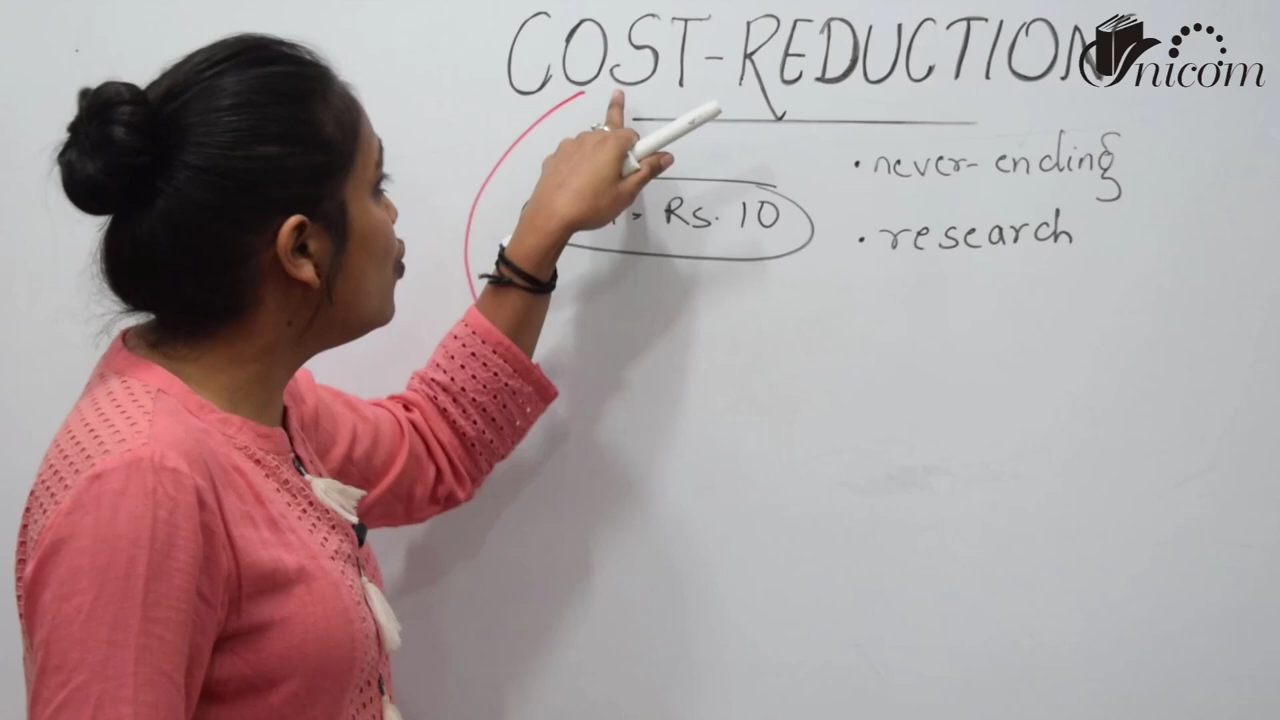 COST-REDUCTION
Unicom
Rs. 10
• never-ending
• research